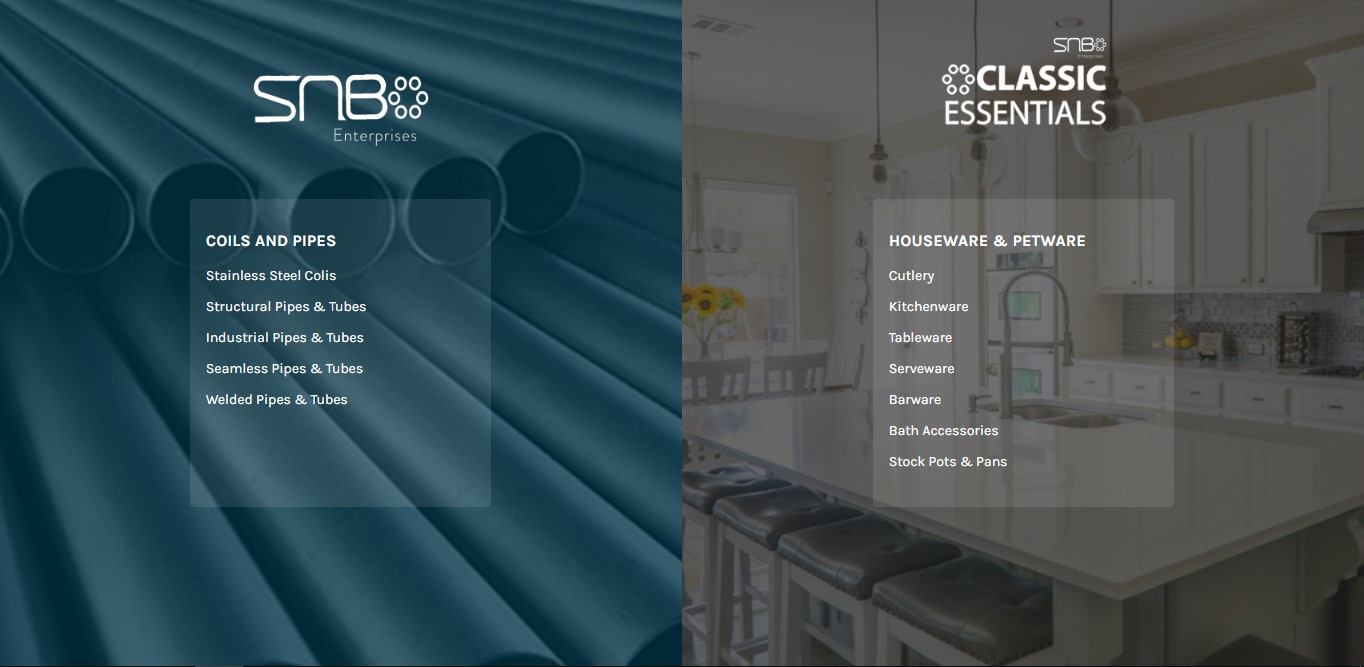 SNB
Enterprises
COILS AND PIPES
Stainless Steel Colis
Structural Pipes & Tubes
Industrial Pipes & Tubes
Seamless Pipes & Tubes
Welded Pipes & Tubes
SNB
Enterprises
CLASSIC
ESSENTIALS
HOUSEWARE & PETWARE
Cutlery
Kitchenware
Tableware
Serveware
Barware
Bath Accessories
Stock Pots & Pans